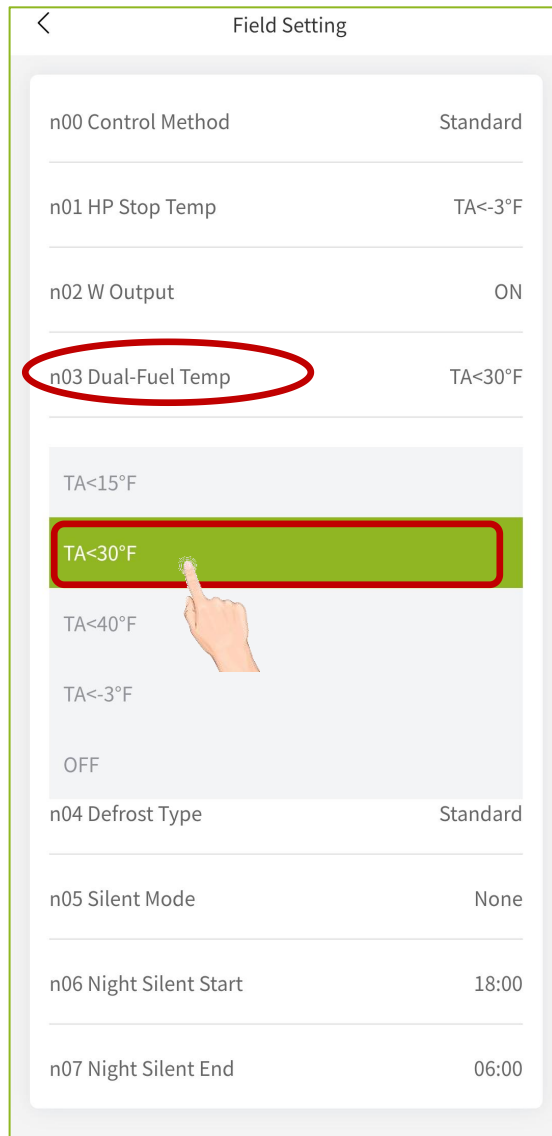 Field Setting
n00 Control Method Standard
n01 HP Stop Temp TA<-3°F
n02 W Output ON
n03 Dual-Fuel Temp TA<30°F
TA<15°F
TA<30°F
TA<40°F
TA<-3°F
OFF
n04 Defrost Type Standard
n05 Silent Mode None
n06 Night Silent Start 18:00
n07 Night Silent End 06:00